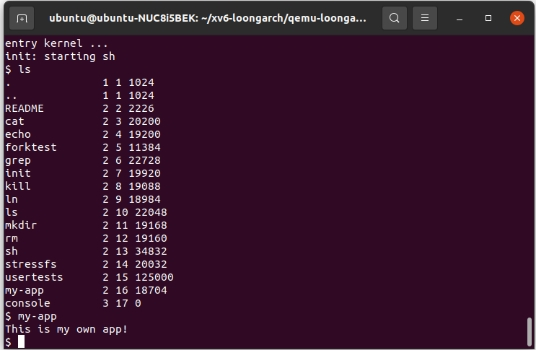 ubuntu@ubuntu-NUC8i5BEK: ~/xv6-loongarch/qemu-loonga...
entry kernel ...
init: starting sh
$ ls
. 1 1 1024
.. 1 1 1024
README 2 2 2226
cat 2 3 20200
echo 2 4 19200
forktest 2 5 11384
grep 2 6 22728
init 2 7 19920
kill 2 8 19088
ln 2 9 18984
ls 2 10 22048
mkdir 2 11 19168
rm 2 12 19160
sh 2 13 34832
stressfs 2 14 20032
usertests 2 15 125000
my-app 2 16 18704
console 3 17 0
$ my-app
This is my own app!
$